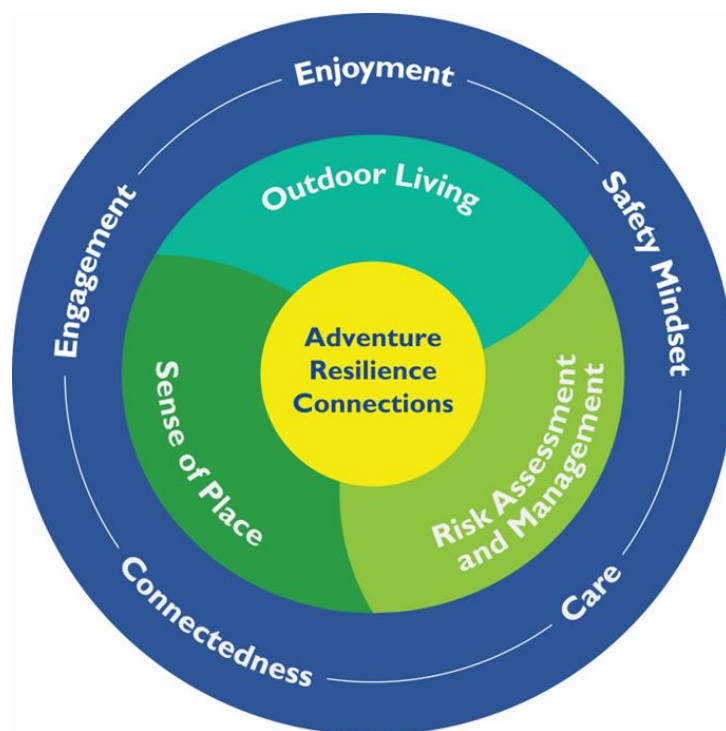 Enjoyment
Safety Mindset
Care
Connectedness
Engagement
Outdoor Living
Risk Assessment
and Management
Sense of Place
Adventure
Resilience
Connections